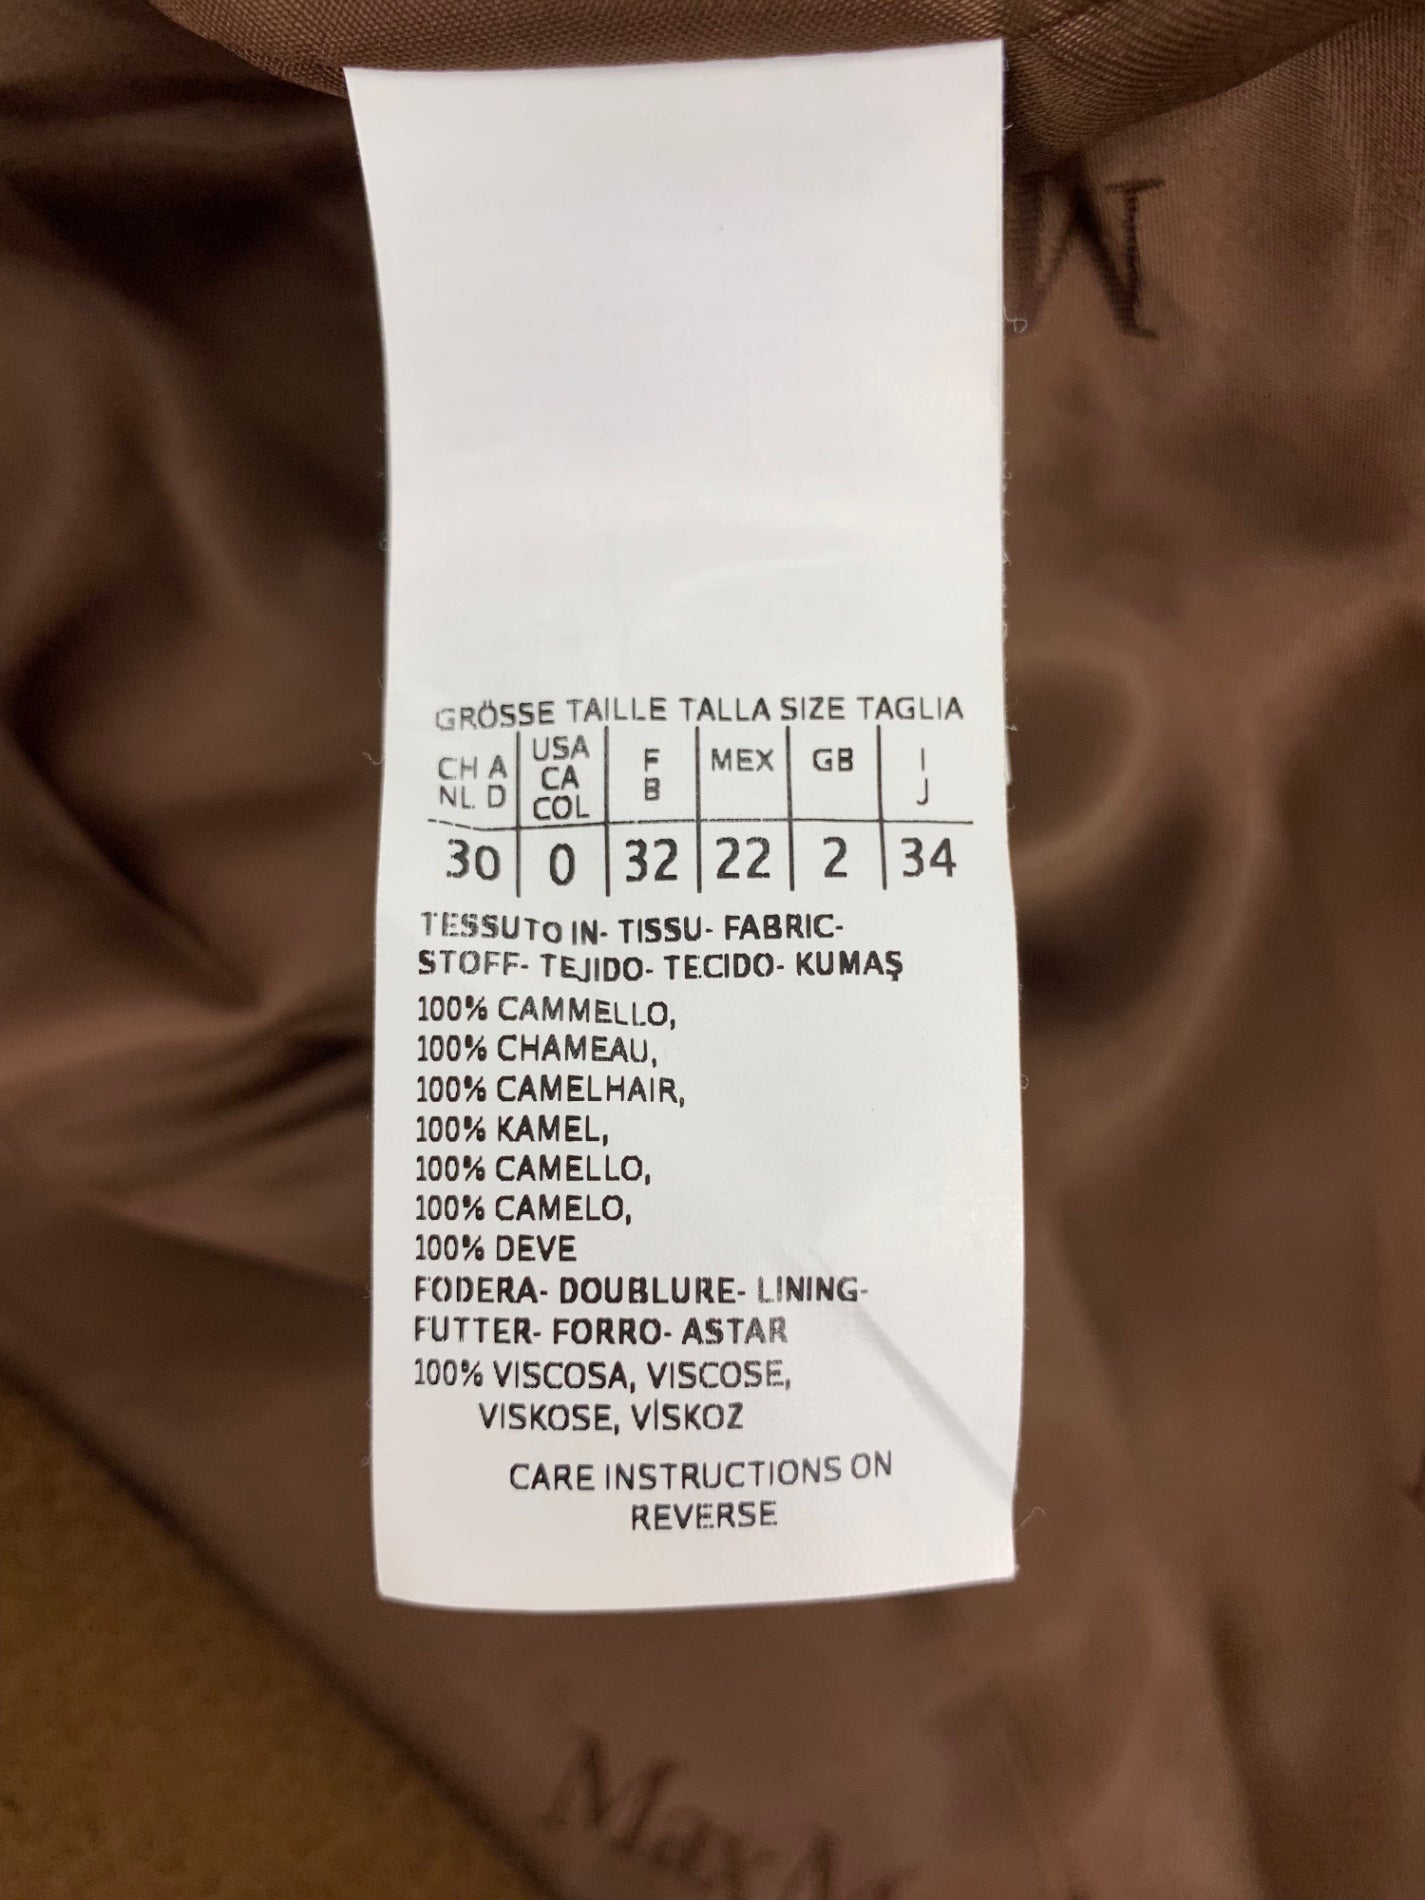 M
GRÖSSE TAILLE TALLA SIZE TAGLIA
CH A NL. D | USA CA COL | F B | MEX | GB | I J
30 | 0 | 32 | 22 | 2 | 34
TESSUTO IN- TISSU- FABRIC-
STOFF- TEJIDO- TECIDO- KUMAŞ
100% CAMMELLO,
100% CHAMEAU,
100% CAMELHAIR,
100% KAMEL,
100% CAMELLO,
100% CAMELO,
100% DEVE
FODERA- DOUBLURE- LINING-
FUTTER- FORRO- ASTAR
100% VISCOSA, VISCOSE,
VISKOSE, VİSKOZ
CARE INSTRUCTIONS ON
REVERSE
MaxM